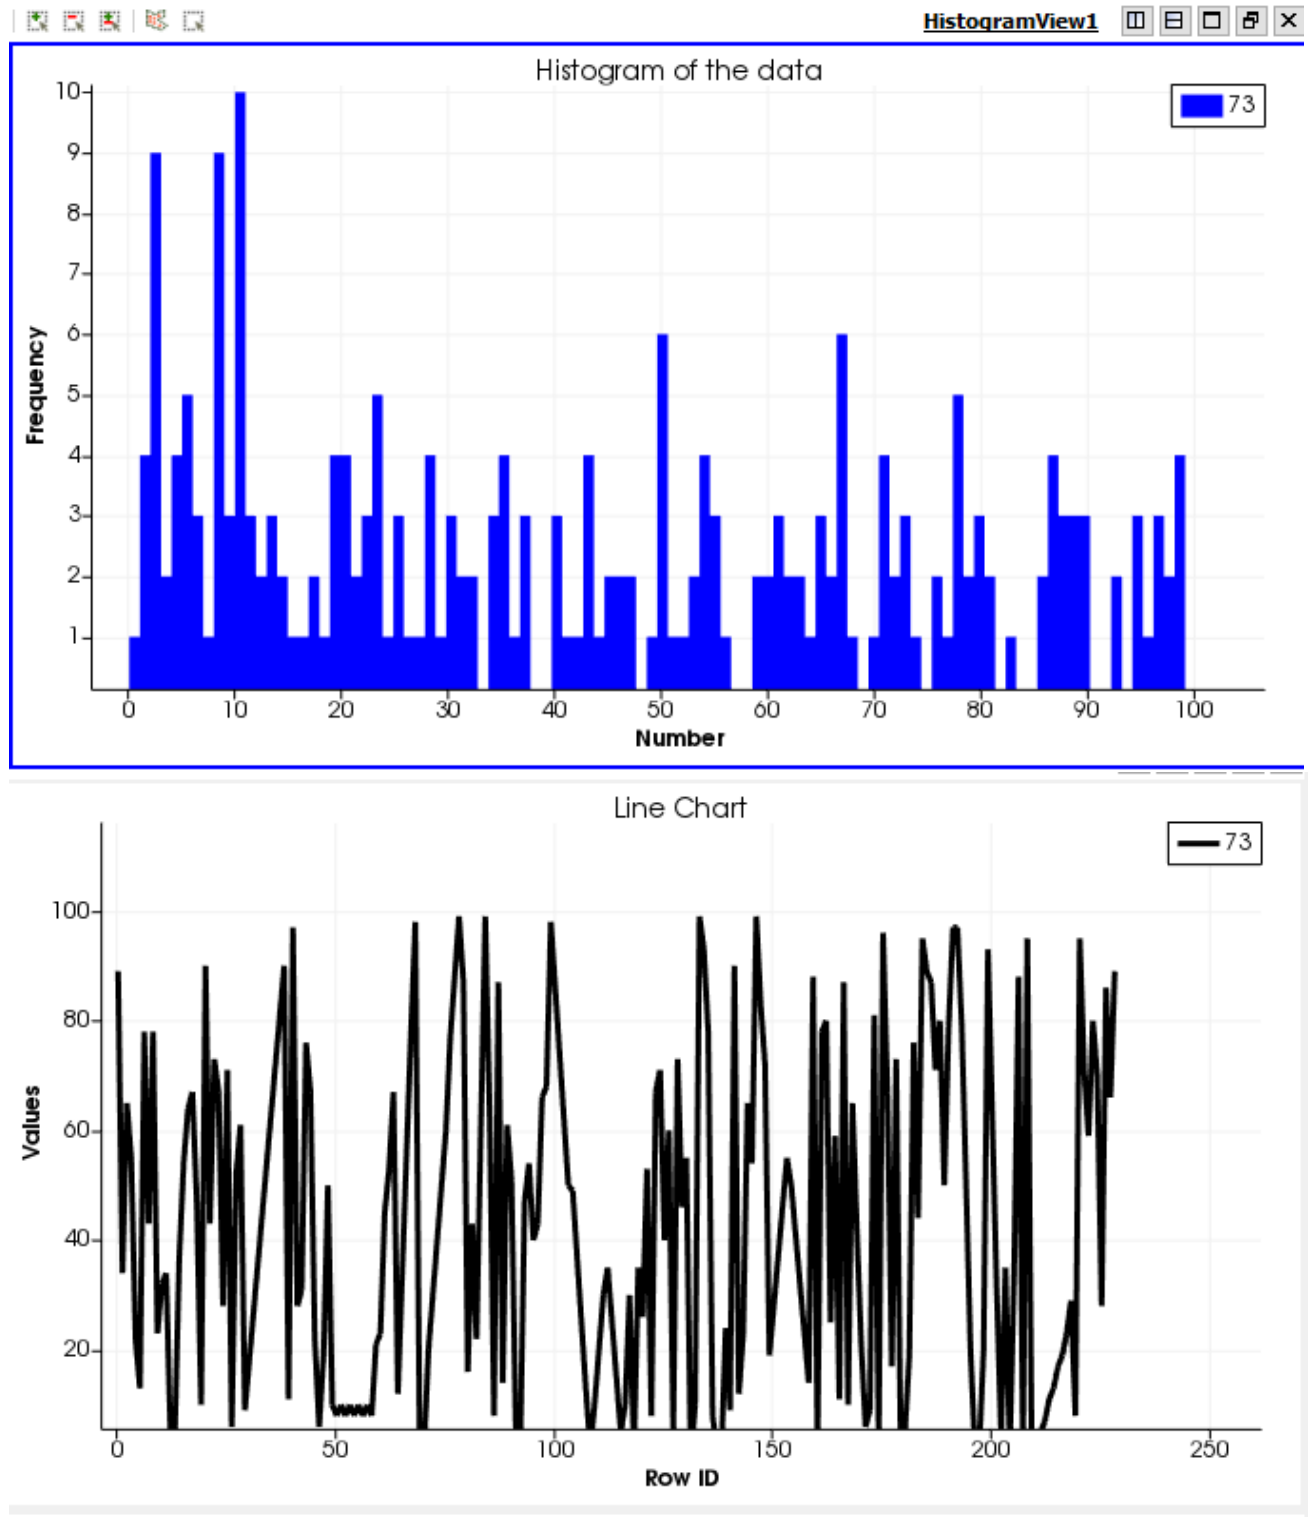 HistogramView1
Histogram of the data
73
10
9
8
7
6
5
4
3
2
1
Frequency
0 10 20 30 40 50 60 70 80 90 100
Number
Line Chart
73
100
80
60
40
20
Values
0 50 100 150 200 250
Row ID